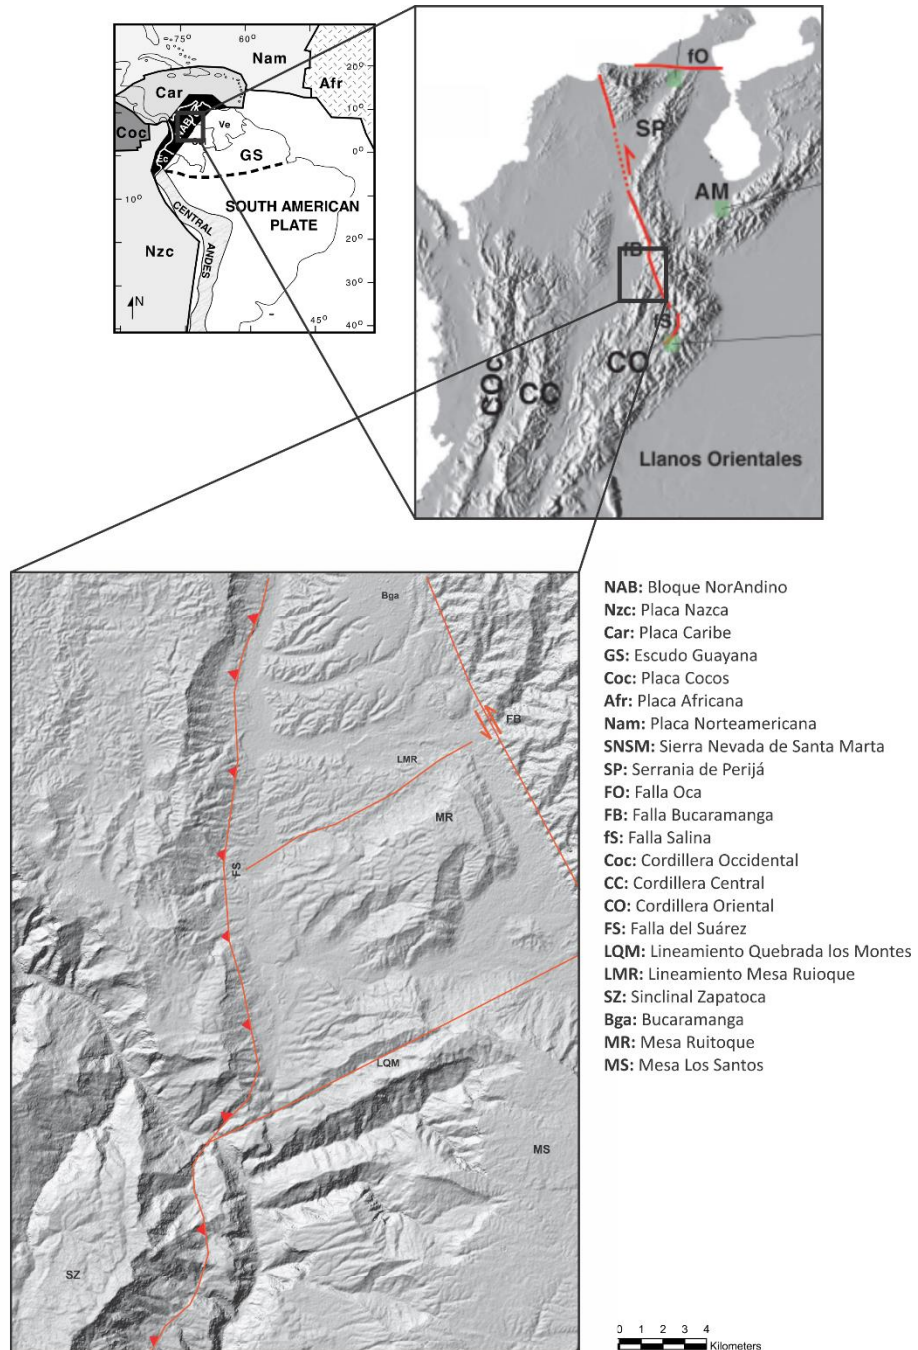 75°
60°
Nam
20°
Afr
Car
10°
Coc
NAB
Ve
Ec
0°
GS
10°
SOUTH AMERICAN
PLATE
CENTRAL
ANDES
Nzc
20°
30°
N
45°
40°
fO
SP
AM
fB
fS
CO
CC
COc
Llanos Orientales
Bga
FB
LMR
MR
FS
LQM
MS
SZ
NAB: Bloque NorAndino
Nzc: Placa Nazca
Car: Placa Caribe
GS: Escudo Guayana
Coc: Placa Cocos
Afr: Placa Africana
Nam: Placa Norteamericana
SNSM: Sierra Nevada de Santa Marta
SP: Serrania de Perijá
FO: Falla Oca
FB: Falla Bucaramanga
fS: Falla Salina
Coc: Cordillera Occidental
CC: Cordillera Central
CO: Cordillera Oriental
FS: Falla del Suárez
LQM: Lineamiento Quebrada los Montes
LMR: Lineamiento Mesa Ruioque
SZ: Sinclinal Zapatoca
Bga: Bucaramanga
MR: Mesa Ruitoque
MS: Mesa Los Santos
0 1 2 3 4
Kilometers